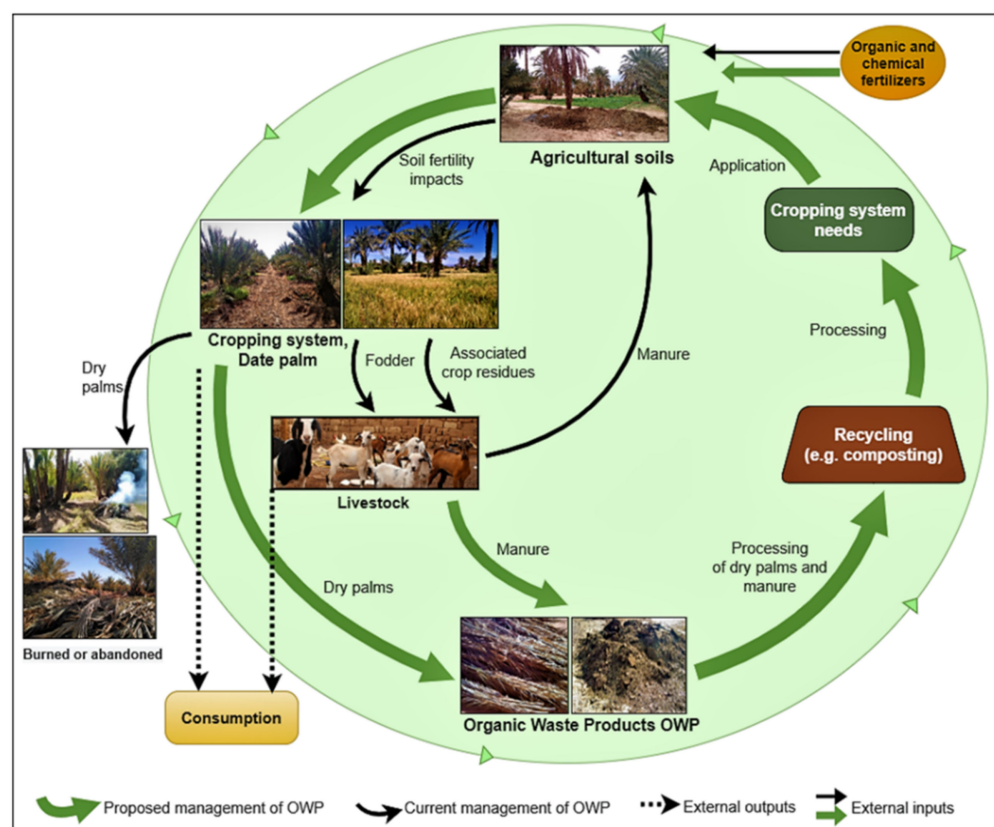 Organic and
chemical
fertilizers
Agricultural soils
Soil fertility
impacts
Application
Cropping system
needs
Cropping system,
Date palm
Dry
palms
Fodder
Associated
crop residues
Manure
Processing
Recycling
(e.g. composting)
Livestock
Manure
Processing
of dry palms and
manure
Dry palms
Burned or abandoned
Consumption
Organic Waste Products OWP
Proposed management of OWP
Current management of OWP
External outputs
External inputs